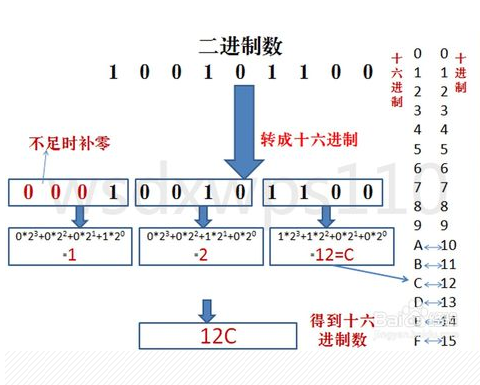 二进制数
1 0 0 1 0 1 1 0 0
转成十六进制
不足时补零
0 0 0 1 0 0 1 0 1 1 0 0
0*2³+0*2²+0*2¹+1*2⁰
=1
0*2³+0*2²+1*2¹+0*2⁰
=2
1*2³+1*2²+0*2¹+0*2⁰
=12=C
12C
得到十六
进制数
十六进制
十进制
0 0
1 1
2 2
3 3
4 4
5 5
6 6
7 7
8 8
9 9
A 10
B 11
C 12
D 13
E 14
F 15
wsdxwps110